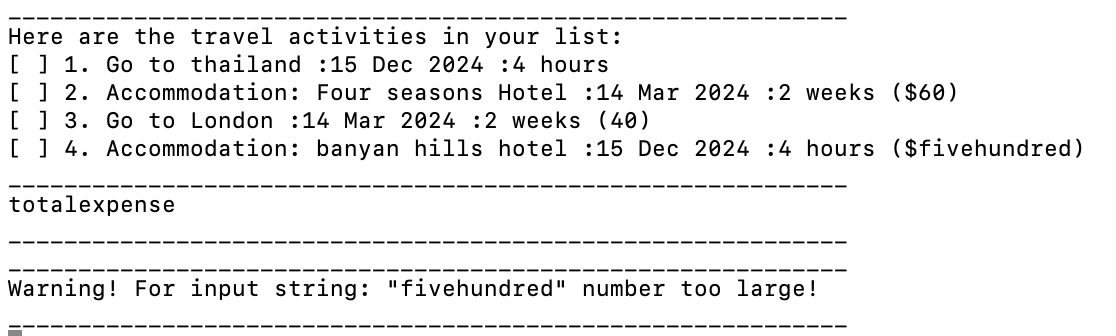 ____________________________________________________________
Here are the travel activities in your list:
[ ] 1. Go to thailand :15 Dec 2024 :4 hours
[ ] 2. Accommodation: Four seasons Hotel :14 Mar 2024 :2 weeks ($60)
[ ] 3. Go to London :14 Mar 2024 :2 weeks (40)
[ ] 4. Accommodation: banyan hills hotel :15 Dec 2024 :4 hours ($fivehundred)
____________________________________________________________
totalexpense
____________________________________________________________
____________________________________________________________
Warning! For input string: "fivehundred" number too large!
____________________________________________________________